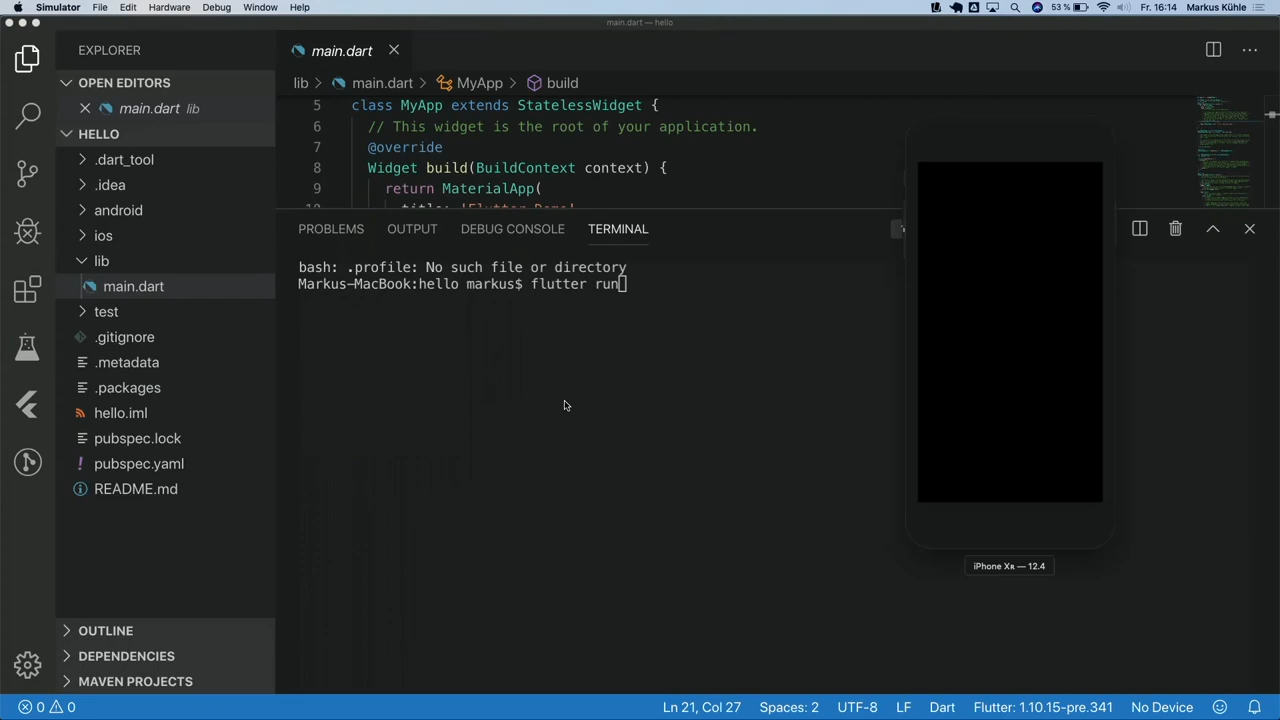 Simulator File Edit Hardware Debug Window Help 53 % Fr. 16:14 Markus Kühle
main.dart — hello
EXPLORER
OPEN EDITORS
main.dart lib
HELLO
.dart_tool
.idea
android
ios
lib
main.dart
test
.gitignore
.metadata
.packages
hello.iml
pubspec.lock
pubspec.yaml
README.md
OUTLINE
DEPENDENCIES
MAVEN PROJECTS
main.dart
lib main.dart MyApp build
5 class MyApp extends StatelessWidget {
6 // This widget is the root of your application.
7 @override
8 Widget build(BuildContext context) {
9 return MaterialApp(
10 title: 'Flutter Demo',
PROBLEMS OUTPUT DEBUG CONSOLE TERMINAL
bash: .profile: No such file or directory
Markus-MacBook:hello markus$ flutter run
iPhone Xʀ — 12.4
0 0 Ln 21, Col 27 Spaces: 2 UTF-8 LF Dart Flutter: 1.10.15-pre.341 No Device